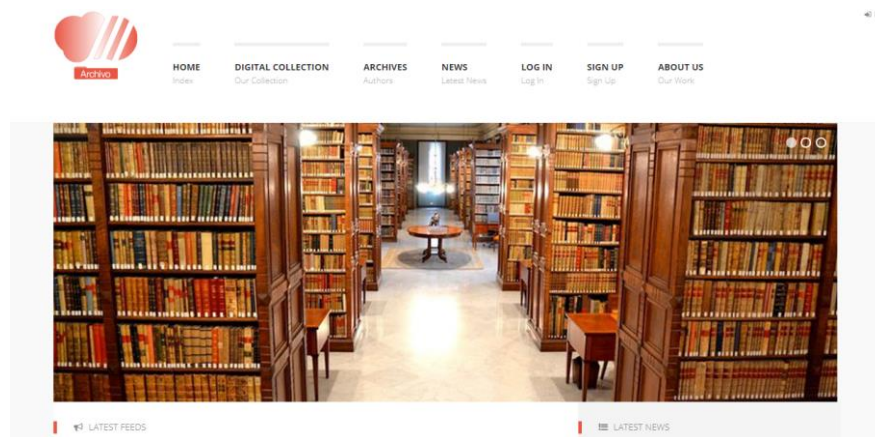 Archivo
HOME DIGITAL COLLECTION ARCHIVES NEWS LOG IN SIGN UP ABOUT US
Index Our Collection Authors Latest News Log In Sign Up Our Work
LATEST FEEDS
LATEST NEWS